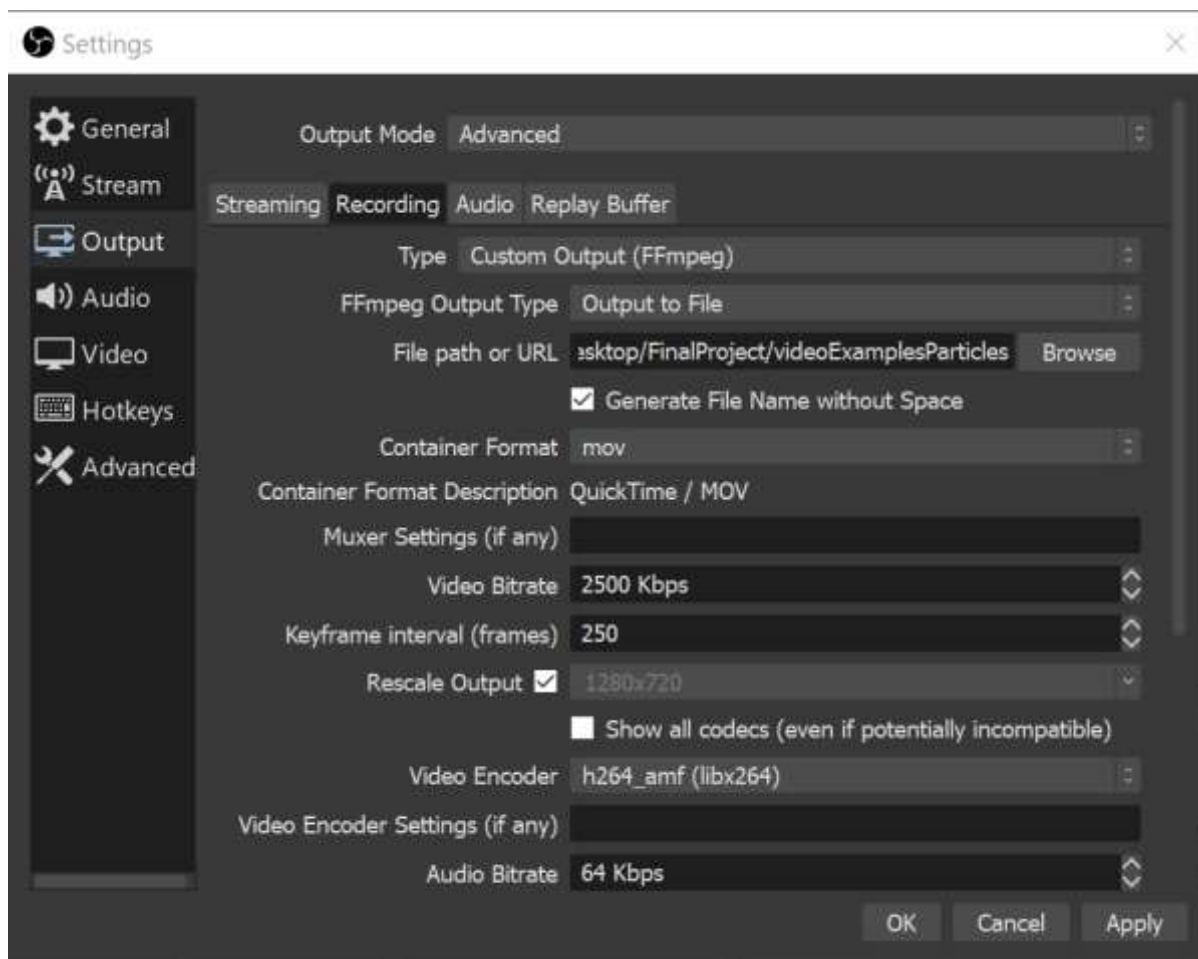 Settings
General
Stream
Output
Audio
Video
Hotkeys
Advanced
Output Mode Advanced
Streaming Recording Audio Replay Buffer
Type Custom Output (FFmpeg)
FFmpeg Output Type Output to File
File path or URL esktop/FinalProject/videoExamplesParticles Browse
Generate File Name without Space
Container Format mov
Container Format Description QuickTime / MOV
Muxer Settings (if any)
Video Bitrate 2500 Kbps
Keyframe interval (frames) 250
Rescale Output 1280x720
Show all codecs (even if potentially incompatible)
Video Encoder h264_amf (libx264)
Video Encoder Settings (if any)
Audio Bitrate 64 Kbps
OK Cancel Apply